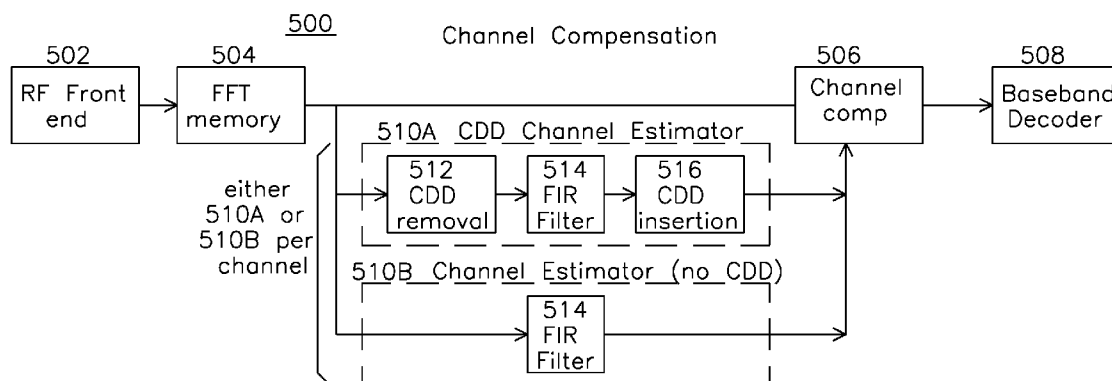 500
Channel Compensation
502
504
506
508
RF Front
end
FFT
memory
Channel
comp
Baseband
Decoder
510A CDD Channel Estimator
512
CDD
removal
514
FIR
Filter
516
CDD
insertion
either
510A or
510B per
channel
510B Channel Estimator (no CDD)
514
FIR
Filter